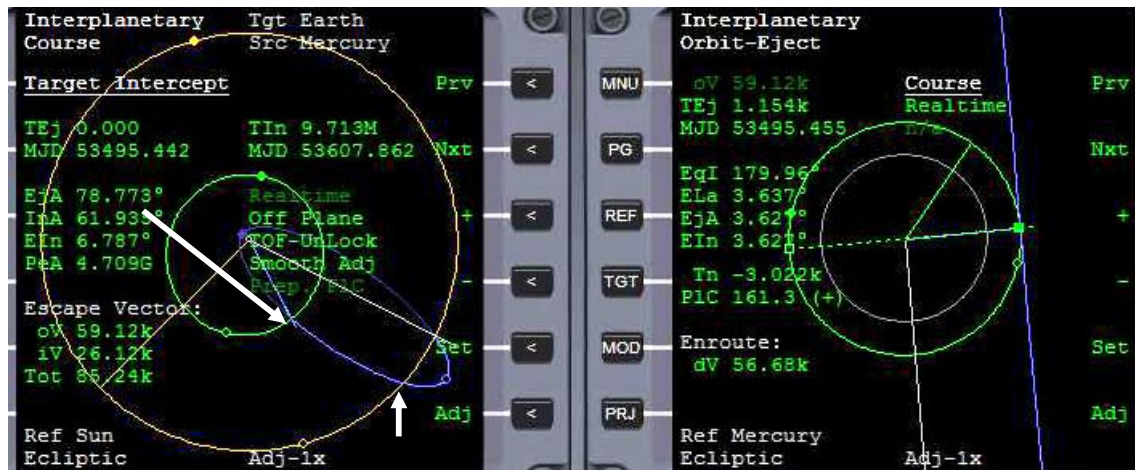 Interplanetary Tgt Earth
Course Src Mercury
Target Intercept Prv
TEj 0.000 TIn 9.713M
MJD 53495.442 MJD 53607.862 Nxt
EjA 78.773° Realtime
InA 61.935° Off Plane +
EIn 6.787° TOF-UnLock
PeA 4.709G Smooth Adj -
Prep. PlC
Escape Vector:
oV 59.12k
iV 26.12k Set
Tot 85.24k
Adj
Ref Sun
Ecliptic Adj-1x
< MNU
< PG
< REF
< TGT
< MOD
< PRJ
Interplanetary
Orbit-Eject
oV 59.12k Course Prv
TEj 1.154k Realtime
MJD 53495.455 n/a
Nxt
EqI 179.96°
ELa 3.637°
EjA 3.627° +
EIn 3.627°
Tn -3.022k -
PlC 161.3 (+)
Enroute: Set
dV 56.68k
Adj
Ref Mercury
Ecliptic Adj-1x